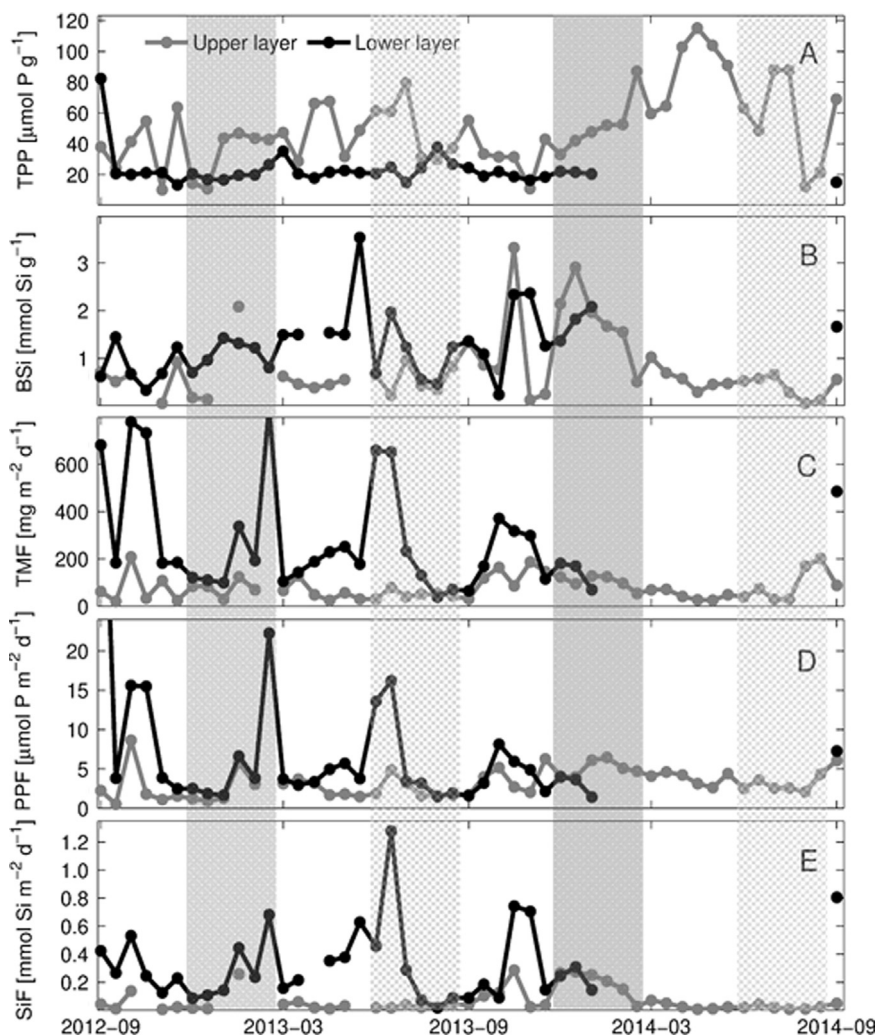 Upper layer
Lower layer
A
TPP [μmol P g⁻¹]
120
100
80
60
40
20
B
BSi [mmol Si g⁻¹]
3
2
1
C
TMF [mg m⁻² d⁻¹]
600
400
200
0
D
PPF [μmol P m⁻² d⁻¹]
20
15
10
5
0
E
SiF [mmol Si m⁻² d⁻¹]
1.2
1.0
0.8
0.6
0.4
0.2
2012-09
2013-03
2013-09
2014-03
2014-09